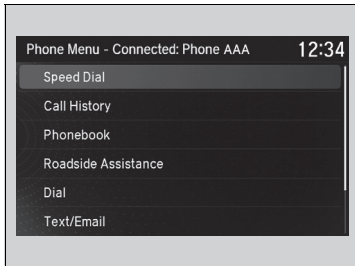 Phone Menu - Connected: Phone AAA 12:34
Speed Dial
Call History
Phonebook
Roadside Assistance
Dial
Text/Email